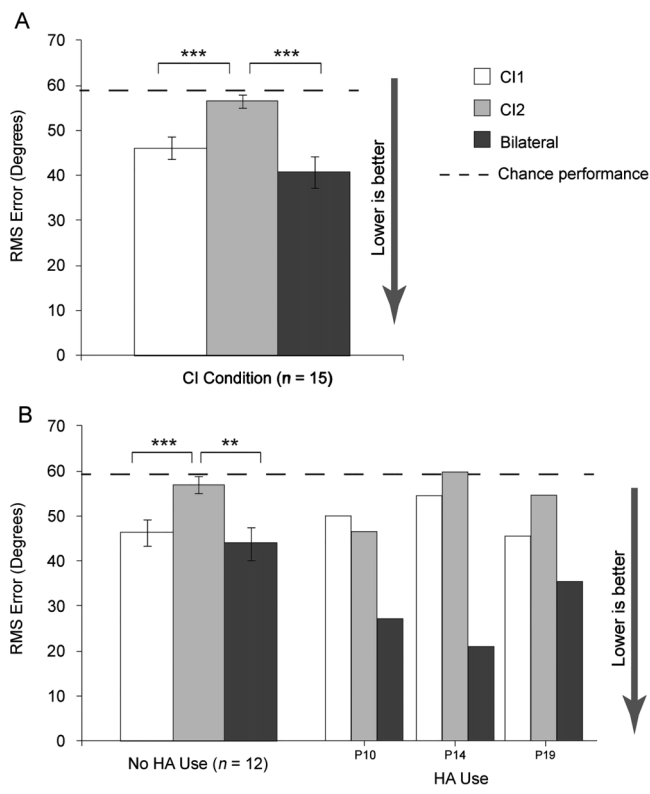 A
*** ***
70
60
50
40
30
20
10
0
RMS Error (Degrees)
CI Condition (n = 15)
Lower is better
CI1
CI2
Bilateral
Chance performance
B
*** **
70
60
50
40
30
20
10
0
RMS Error (Degrees)
No HA Use (n = 12)
P10 P14 P19
HA Use
Lower is better